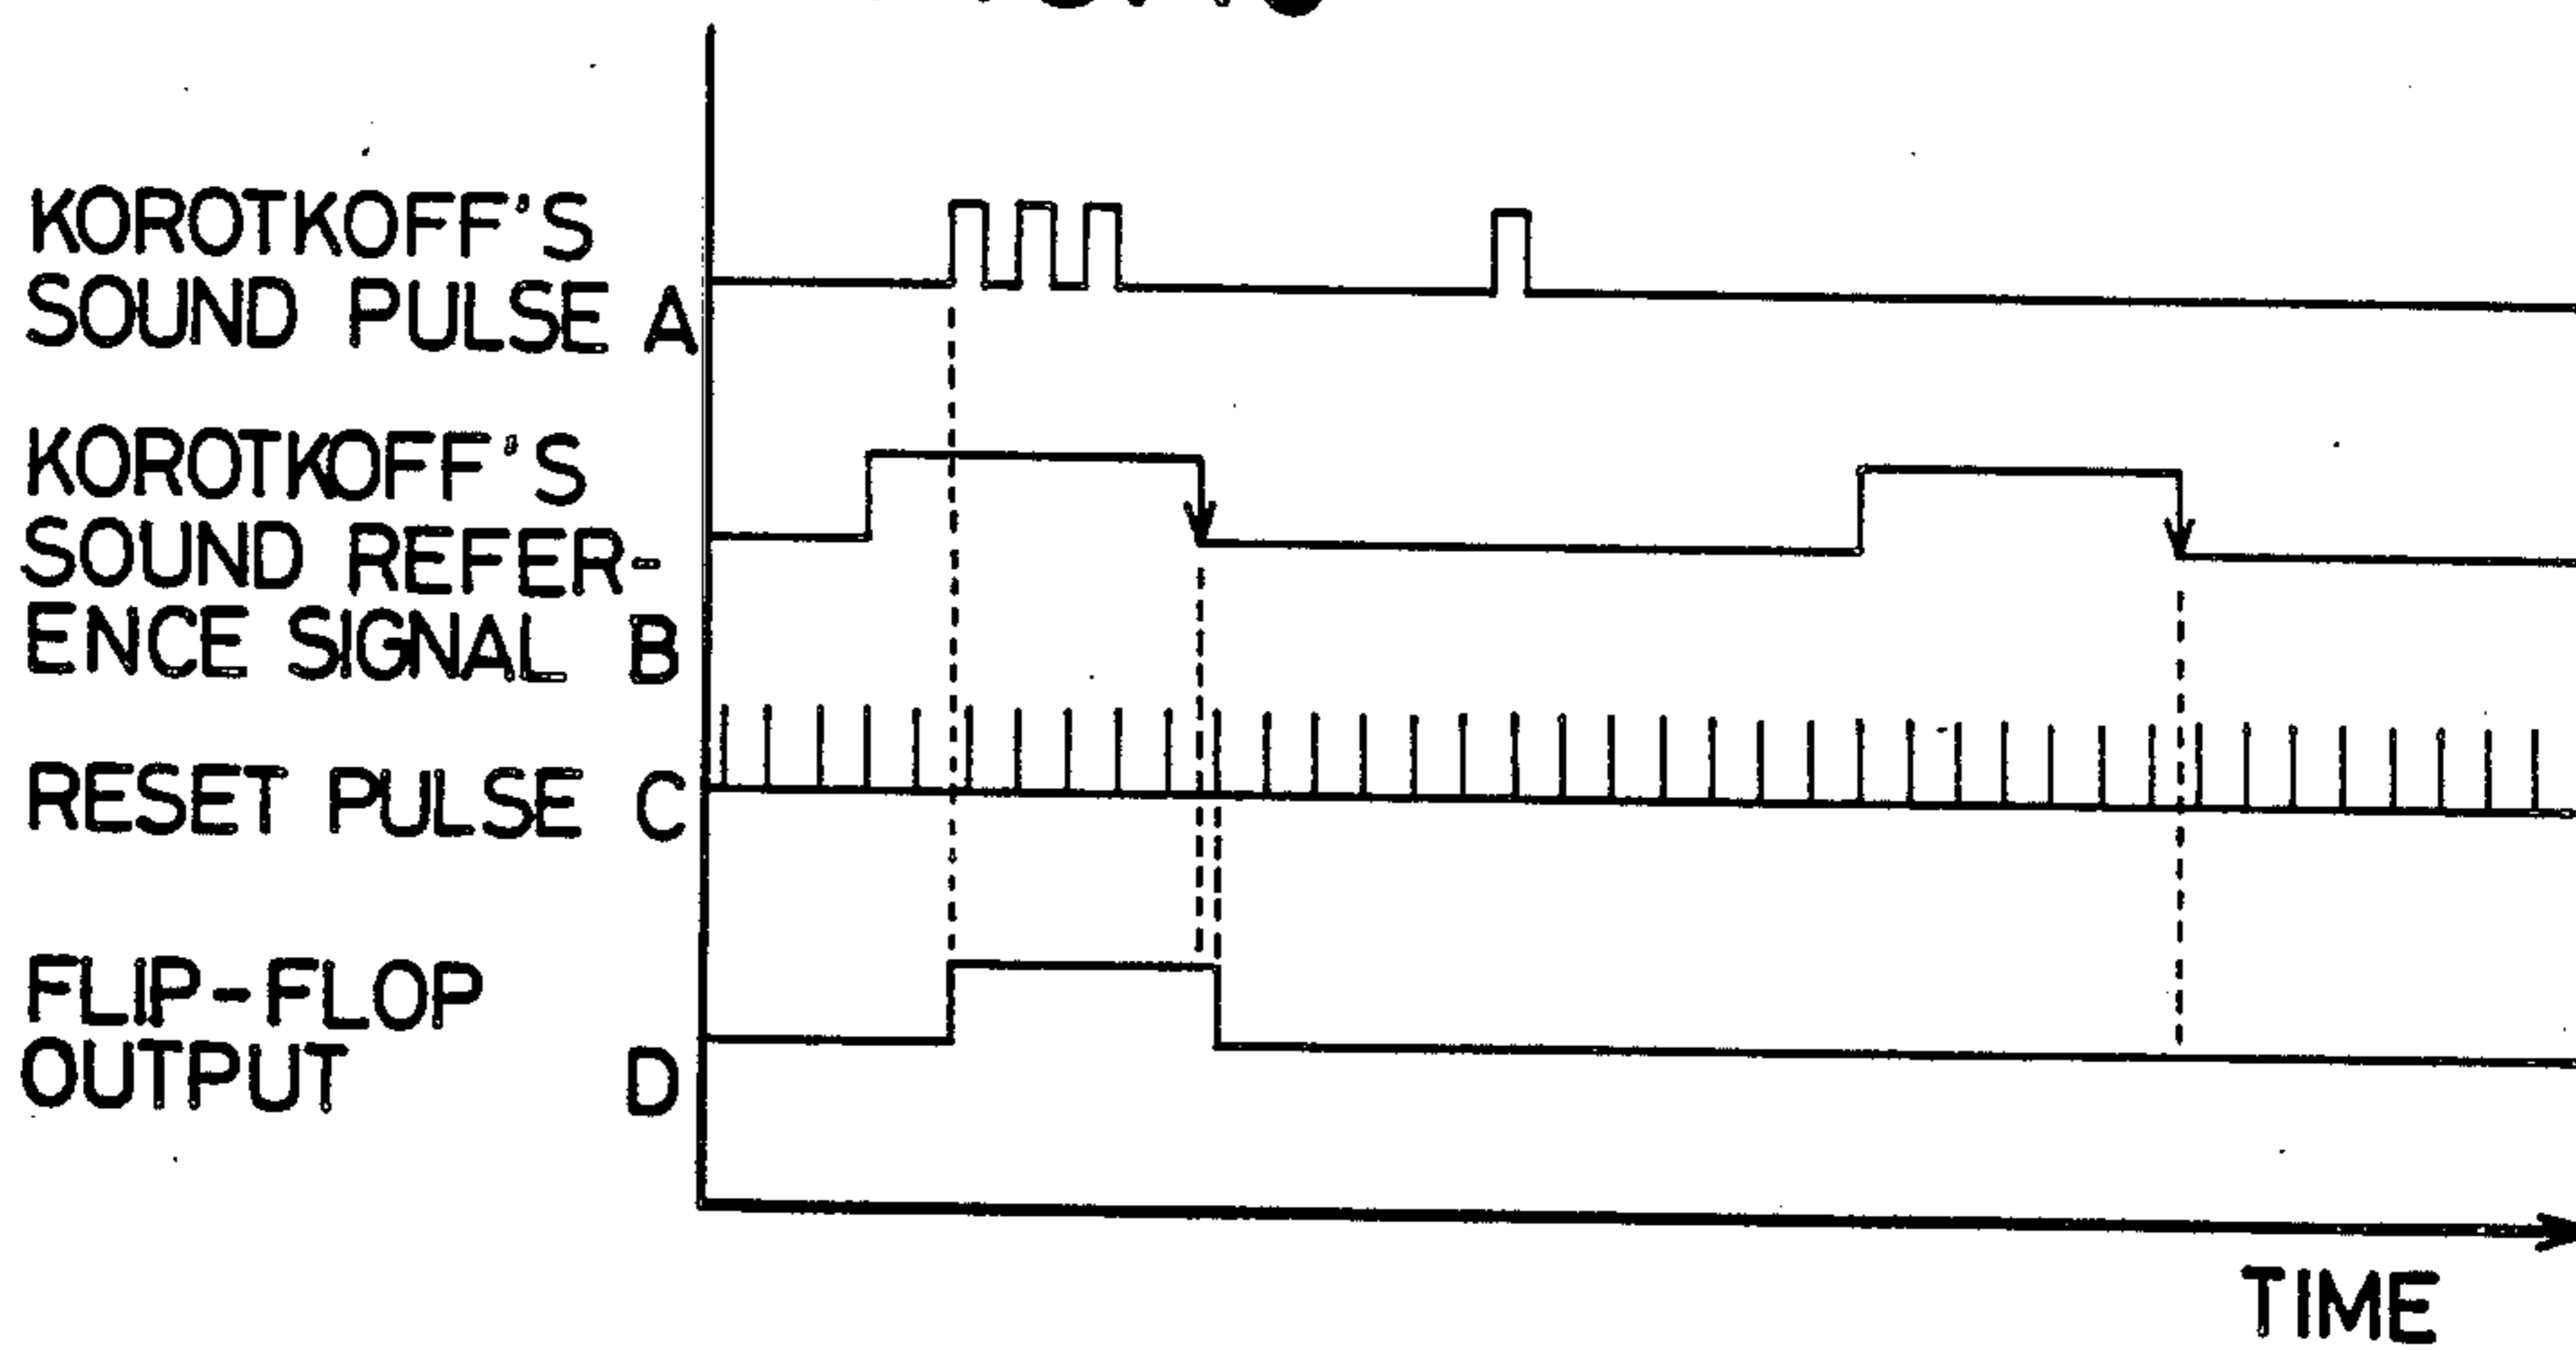 KOROTKOFF'S
SOUND PULSE A
KOROTKOFF'S
SOUND REFER-
ENCE SIGNAL B
RESET PULSE C
FLIP-FLOP
OUTPUT D
TIME